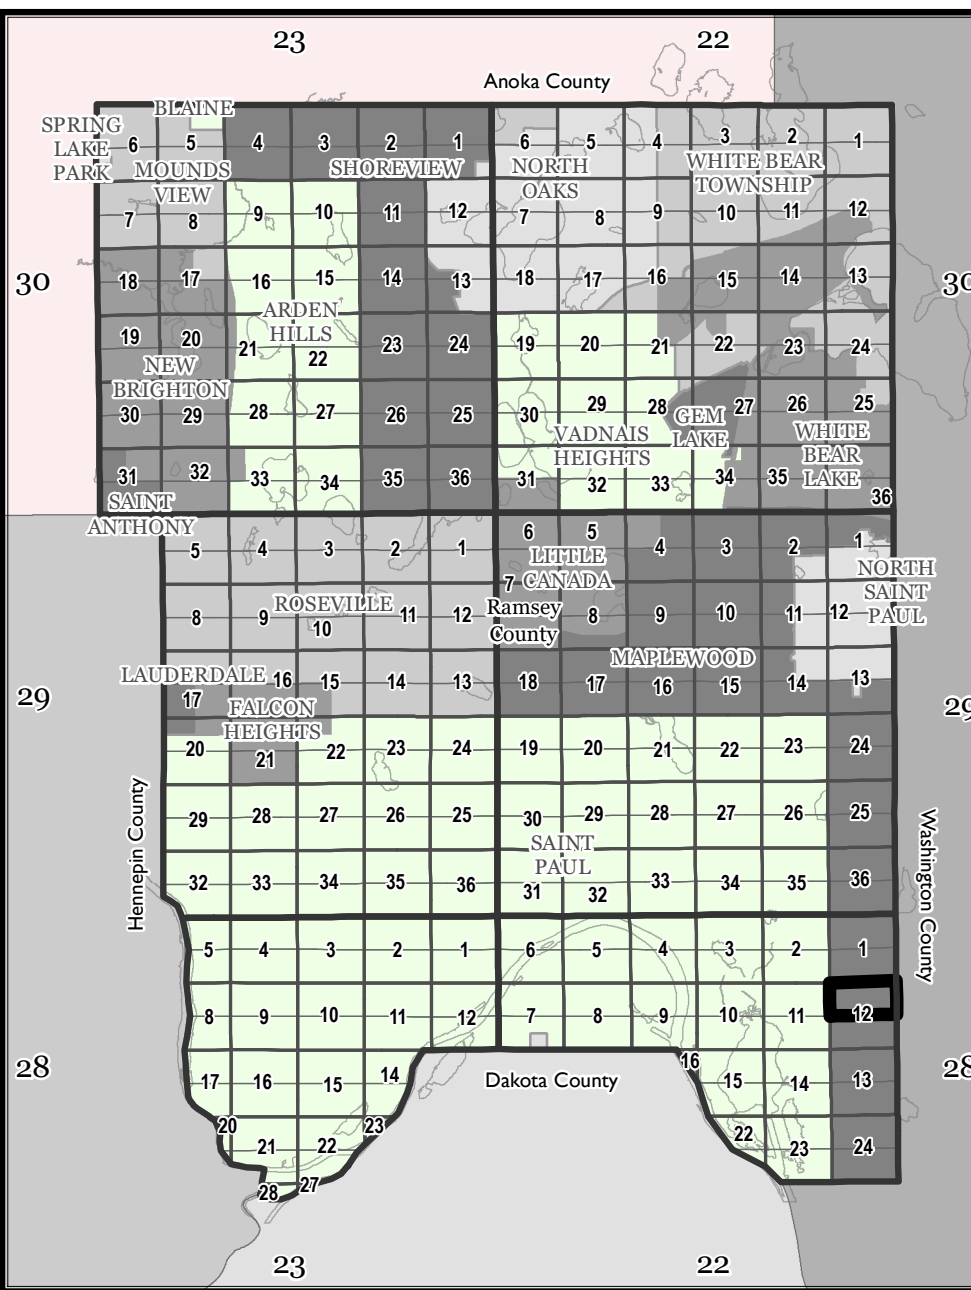 23 22
Anoka County
BLAINE
SPRING
LAKE
PARK
6 5 4 3 2 1 6 5 4 3 2 1
MOUNDS
VIEW
SHOREVIEW
NORTH
OAKS
WHITE BEAR
TOWNSHIP
7 8 9 10 11 12 7 8 9 10 11 12
30 18 17 16 15 14 13 18 17 16 15 14 13 30
ARDEN
HILLS
19 20 21 22 23 24 19 20 21 22 23 24
NEW
BRIGHTON
30 29 28 27 26 25 30 29 28 27 26 25
GEM
LAKE
VADNAIS
HEIGHTS
WHITE
BEAR
LAKE
31 32 33 34 35 36 31 32 33 34 35 36
SAINT
ANTHONY
5 4 3 2 1 6 5 4 3 2 1
LITTLE
CANADA
NORTH
SAINT
PAUL
ROSEVILLE
Ramsey
County
8 9 10 11 12 7 8 9 10 11 12
MAPLEWOOD
LAUDERDALE
29 17 16 15 14 13 18 17 16 15 14 13 29
FALCON
HEIGHTS
20 21 22 23 24 19 20 21 22 23 24
Hennepin County
29 28 27 26 25 30 29 28 27 26 25
Washington County
SAINT
PAUL
32 33 34 35 36 31 32 33 34 35 36
5 4 3 2 1 6 5 4 3 2 1
8 9 10 11 12 7 8 9 10 11 12
28 17 16 15 14 16 15 14 13 28
Dakota County
20 21 22 23 22 23 24
28 27
23 22